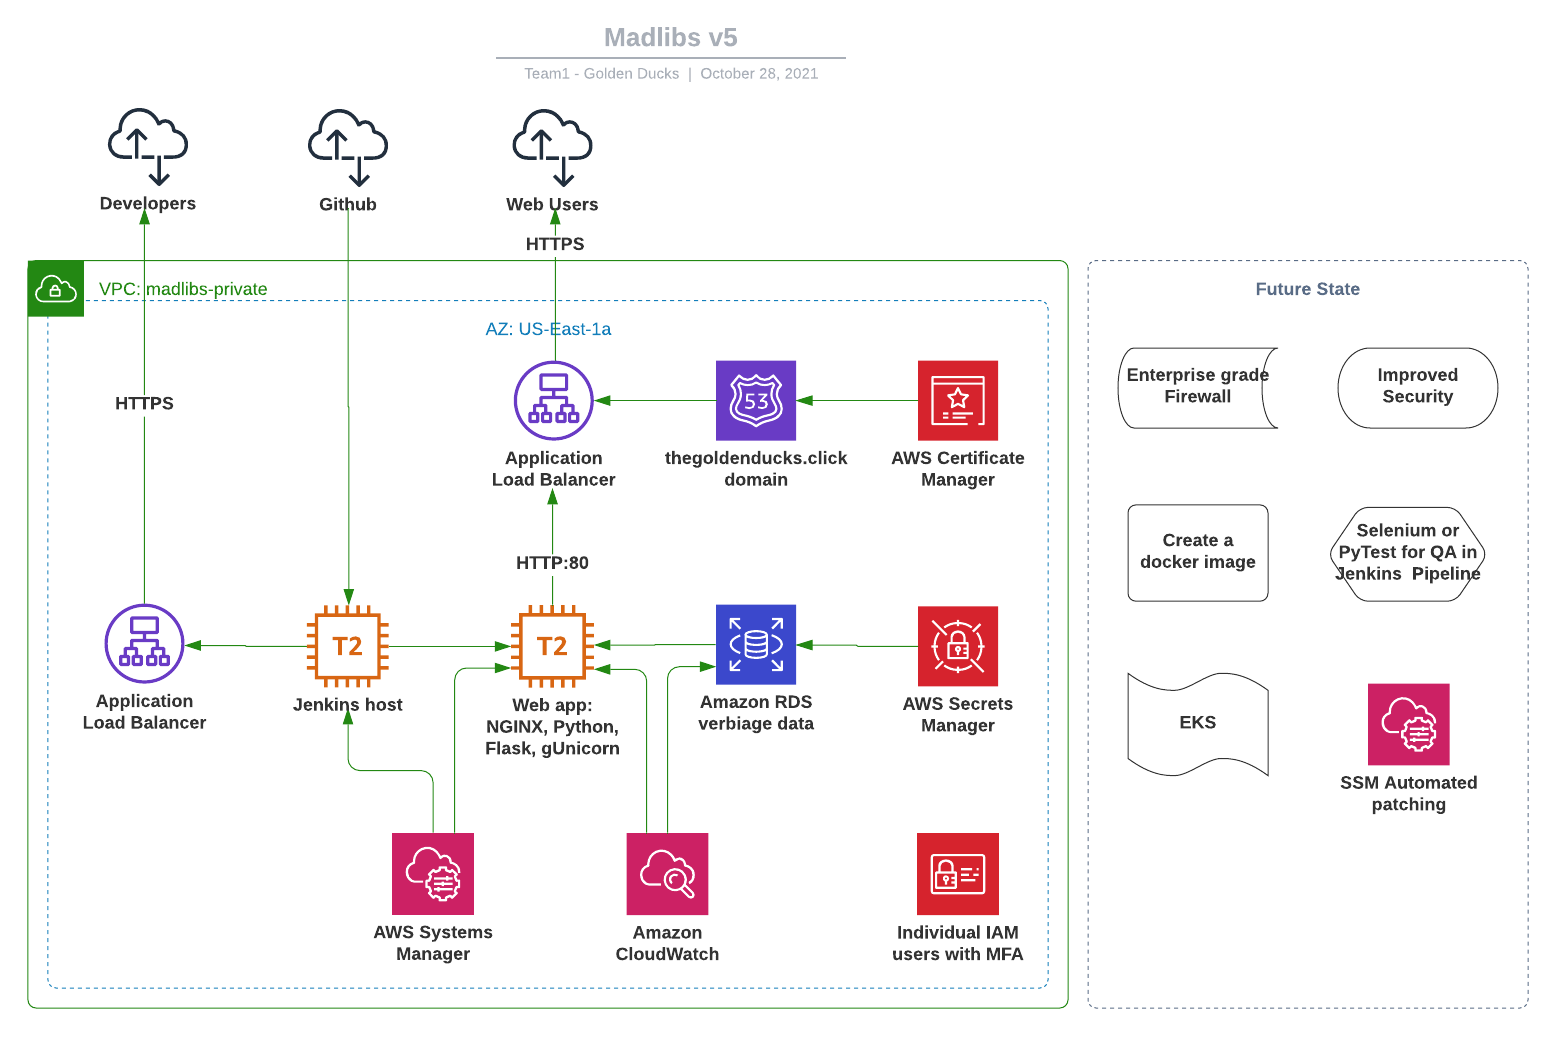 Madlibs v5
Team1 - Golden Ducks | October 28, 2021
Developers
Github
Web Users
HTTPS
VPC: madlibs-private
AZ: US-East-1a
HTTPS
Application
Load Balancer
53
thegoldenducks.click
domain
AWS Certificate
Manager
HTTP:80
Application
Load Balancer
T2
Jenkins host
T2
Web app:
NGINX, Python,
Flask, gUnicorn
Amazon RDS
verbiage data
AWS Secrets
Manager
AWS Systems
Manager
Amazon
CloudWatch
Individual IAM
users with MFA
Future State
Enterprise grade
Firewall
Improved
Security
Create a
docker image
Selenium or
PyTest for QA in
Jenkins  Pipeline
EKS
SSM Automated
patching